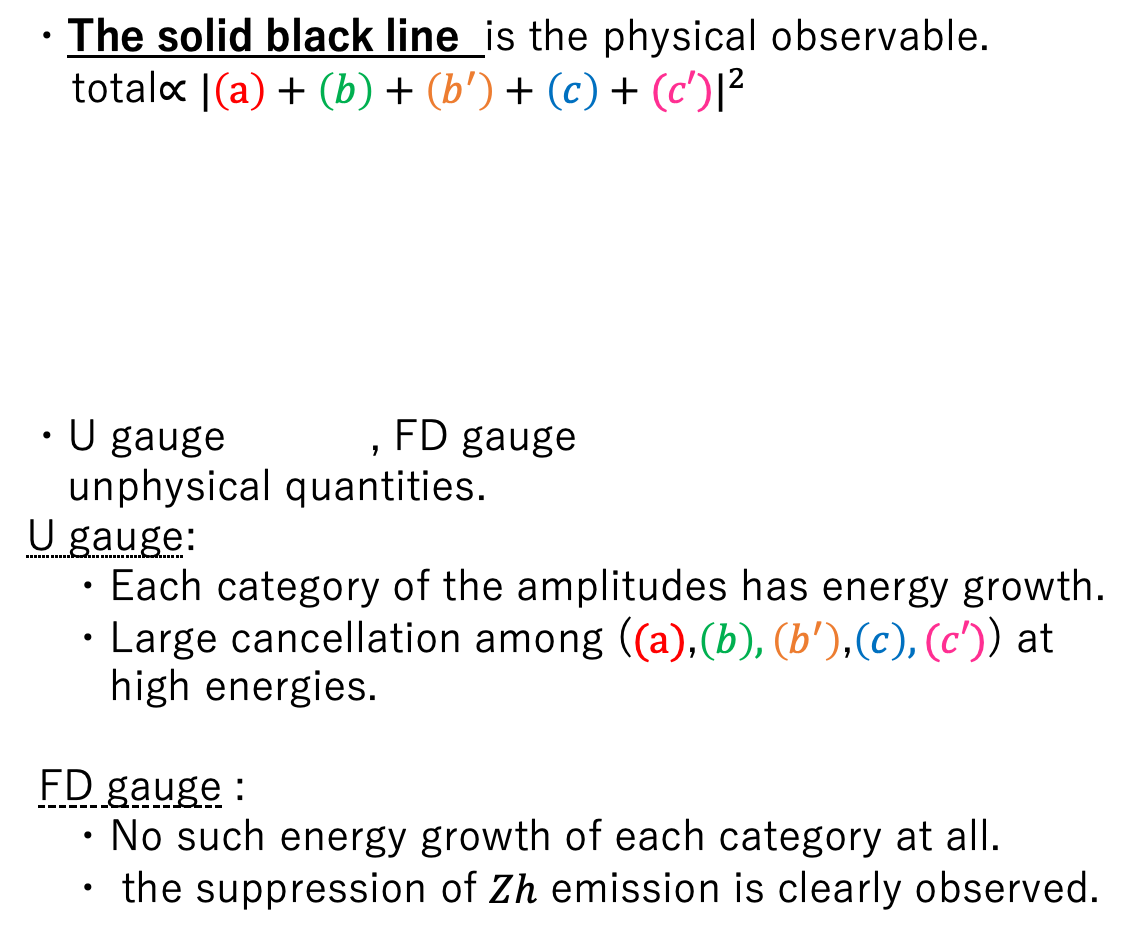 ・The solid black line is the physical observable.
total∝ |(a) + (b) + (b′) + (c) + (c′)|²
・U gauge , FD gauge
unphysical quantities.
U gauge:
・Each category of the amplitudes has energy growth.
・Large cancellation among ((a),(b), (b′),(c), (c′)) at
high energies.
FD gauge :
・No such energy growth of each category at all.
・ the suppression of Zh emission is clearly observed.